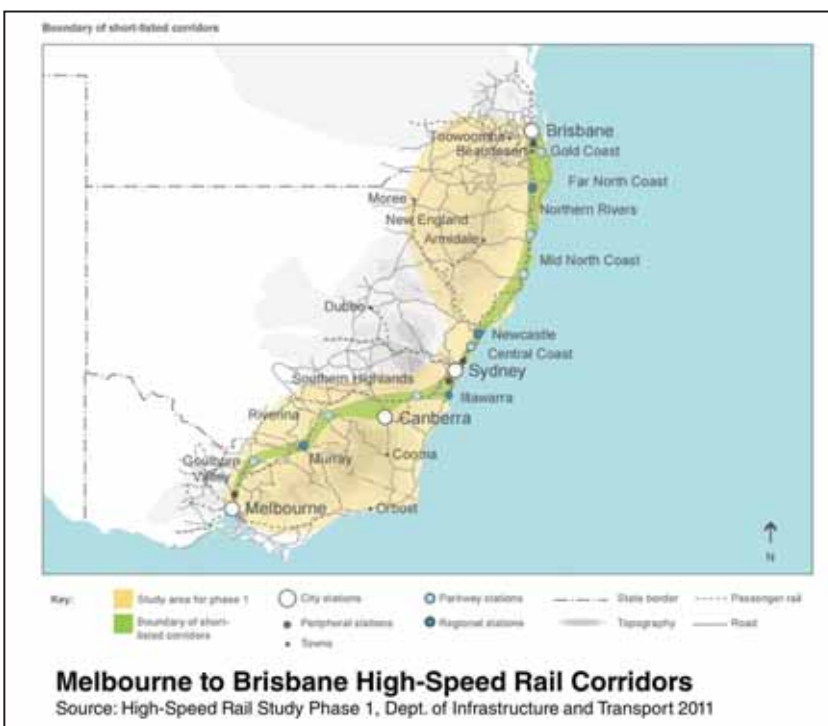 Boundary of short-listed corridors
Brisbane
Toowoomba
Beaudesert
Gold Coast
Far North Coast
Moree
Northern Rivers
New England
Armidale
Mid North Coast
Dubbo
Newcastle
Central Coast
Sydney
Southern Highlands
Illawarra
Riverina
Canberra
Goulburn
Valley
Murray
Cooma
Melbourne
Orbost
N
Key:
Study area for phase 1
City stations
Parkway stations
State border
Passenger rail
Boundary of short-
listed corridors
Peripheral stations
Regional stations
Topography
Road
Towns
Melbourne to Brisbane High-Speed Rail Corridors
Source: High-Speed Rail Study Phase 1, Dept. of Infrastructure and Transport 2011